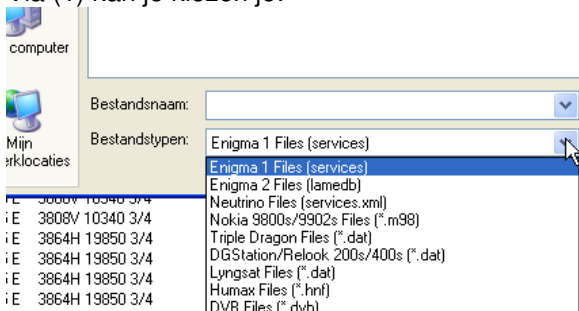 computer
Bestandsnaam:
Mijn
Bestandstypen: Enigma 1 Files (services)
erklocaties
Enigma 1 Files (services)
Enigma 2 Files (lamedb)
Neutrino Files (services.xml)
E 3808V 10340 3/4
Nokia 9800s/9902s Files (*.m98)
E 3864H 19850 3/4
Triple Dragon Files (*.dat)
E 3864H 19850 3/4
DGStation/Relook 200s/400s (*.dat)
E 3864H 19850 3/4
Lyngsat Files (*.dat)
E 3864H 19850 3/4
Humax Files (*.hnf)
DVB Files (*.dvb)